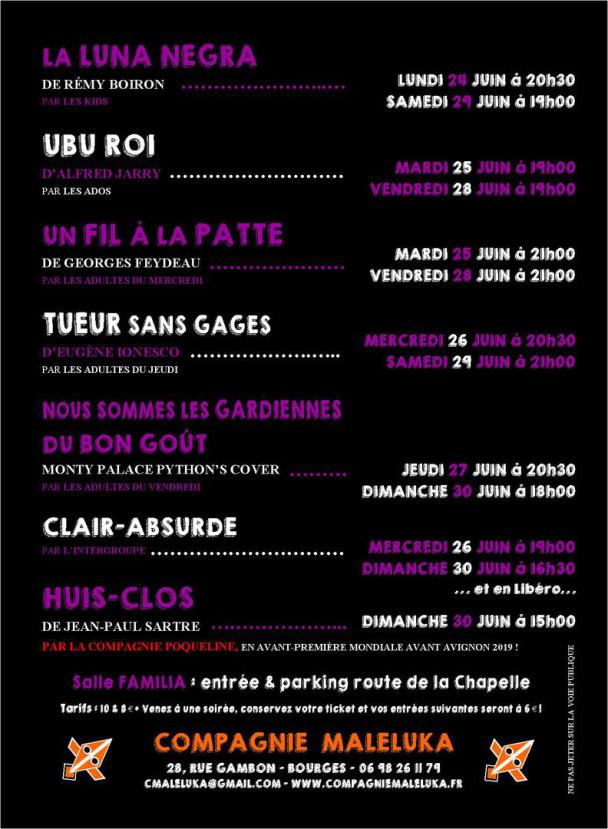 LA LUNA NEGRA
DE RÉMY BOIRON ........................ LUNDI 24 JUIN à 20h30
PAR LES KIDS SAMEDI 29 JUIN à 19h00
UBU ROI
D'ALFRED JARRY ........................ MARDI 25 JUIN à 19h00
PAR LES ADOS VENDREDI 28 JUIN à 19h00
UN FIL À LA PATTE
DE GEORGES FEYDEAU .................... MARDI 25 JUIN à 21h00
PAR LES ADULTES DU MERCREDI VENDREDI 28 JUIN à 21h00
TUEUR SANS GAGES
D'EUGÈNE IONESCO ...................... MERCREDI 26 JUIN à 20h30
PAR LES ADULTES DU JEUDI SAMEDI 29 JUIN à 21h00
NOUS SOMMES LES GARDIENNES
DU BON GOÛT
MONTY PALACE PYTHON'S COVER ......... JEUDI 27 JUIN à 20h30
PAR LES ADULTES DU VENDREDI DIMANCHE 30 JUIN à 18h00
CLAIR-ABSURDE
PAR L'INTERGROUPE ........................... MERCREDI 26 JUIN à 19h00
DIMANCHE 30 JUIN à 16h30
... et en Libéro...
HUIS-CLOS
DE JEAN-PAUL SARTRE ................... DIMANCHE 30 JUIN à 15h00
PAR LA COMPAGNIE POQUELINE, EN AVANT-PREMIÈRE MONDIALE AVANT AVIGNON 2019 !
Salle FAMILIA : entrée & parking route de la Chapelle
Tarifs : 10 & 8 € • Venez à une soirée, conservez votre ticket et vos entrées suivantes seront à 6 € !
COMPAGNIE MALELUKA
28, RUE GAMBON - BOURGES - 06 98 26 11 79
CMALELUKA@GMAIL.COM - WWW.COMPAGNIEMALELUKA.FR
NE PAS JETER SUR LA VOIE PUBLIQUE